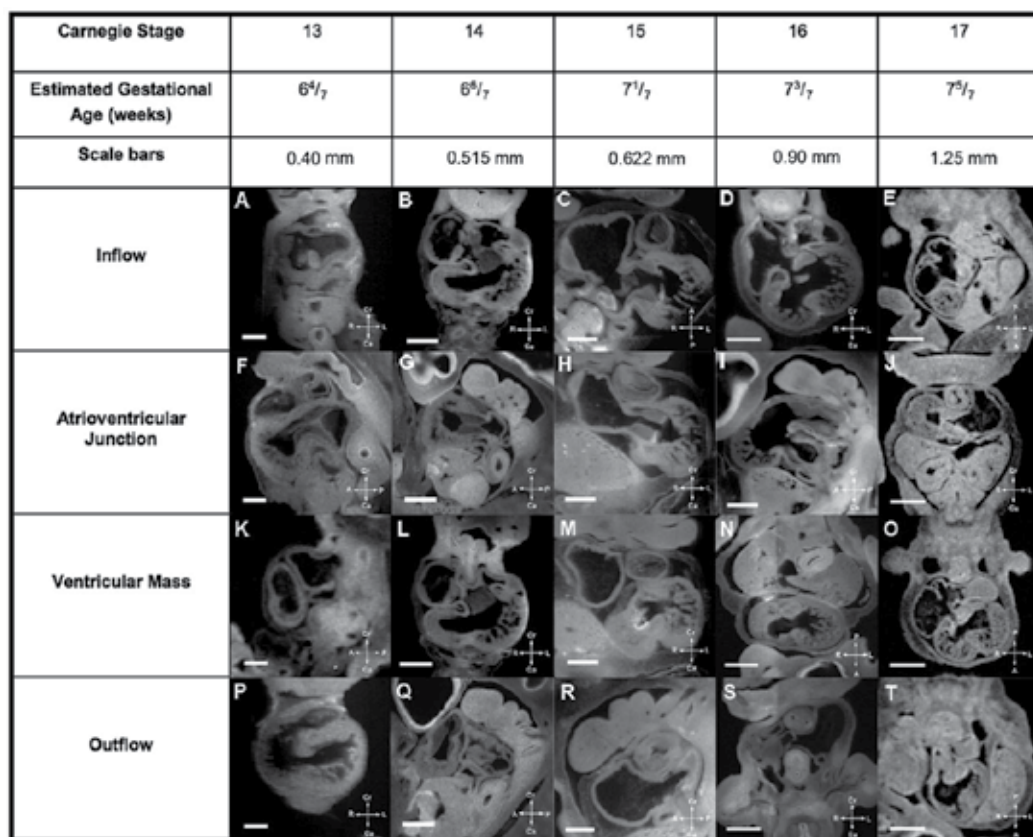 Carnegie Stage 13 14 15 16 17
Estimated Gestational Age (weeks) 6⁴/₇ 6⁶/₇ 7¹/₇ 7³/₇ 7⁵/₇
Scale bars 0.40 mm 0.515 mm 0.622 mm 0.90 mm 1.25 mm
A B C D E
Inflow
F G H I J
Atrioventricular
Junction
K L M N O
Ventricular Mass
P Q R S T
Outflow